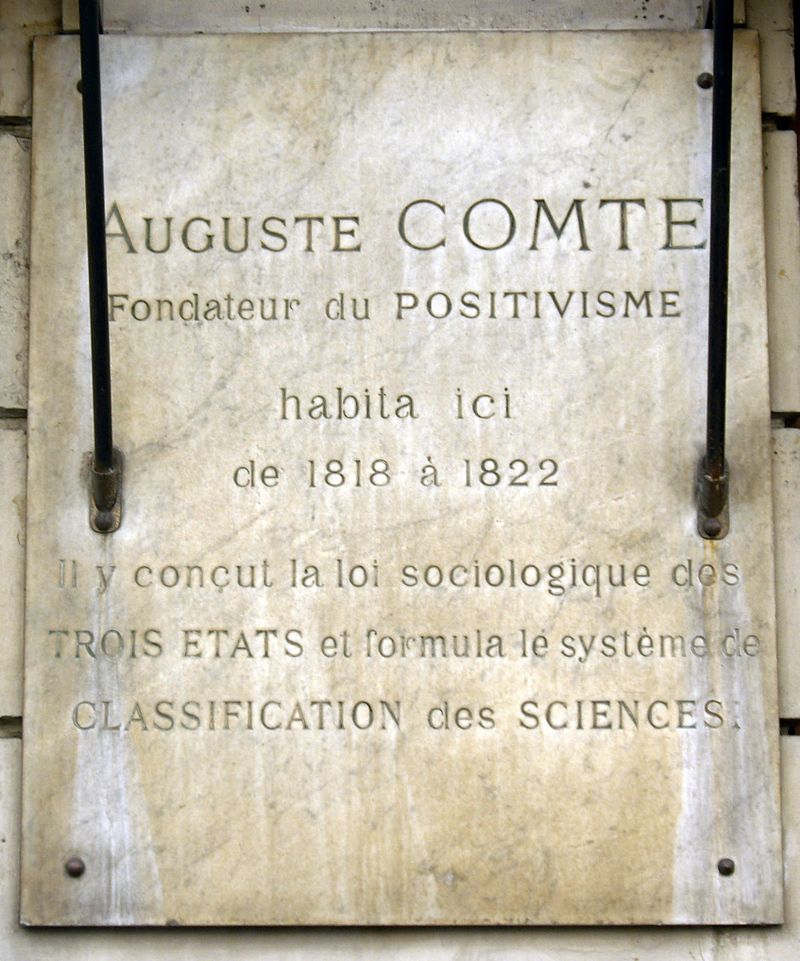 AUGUSTE COMTE
Fondateur du POSITIVISME
habita ici
de 1818 à 1822
Il y conçut la loi sociologique des
TROIS ETATS et formula le système de
CLASSIFICATION des SCIENCES.